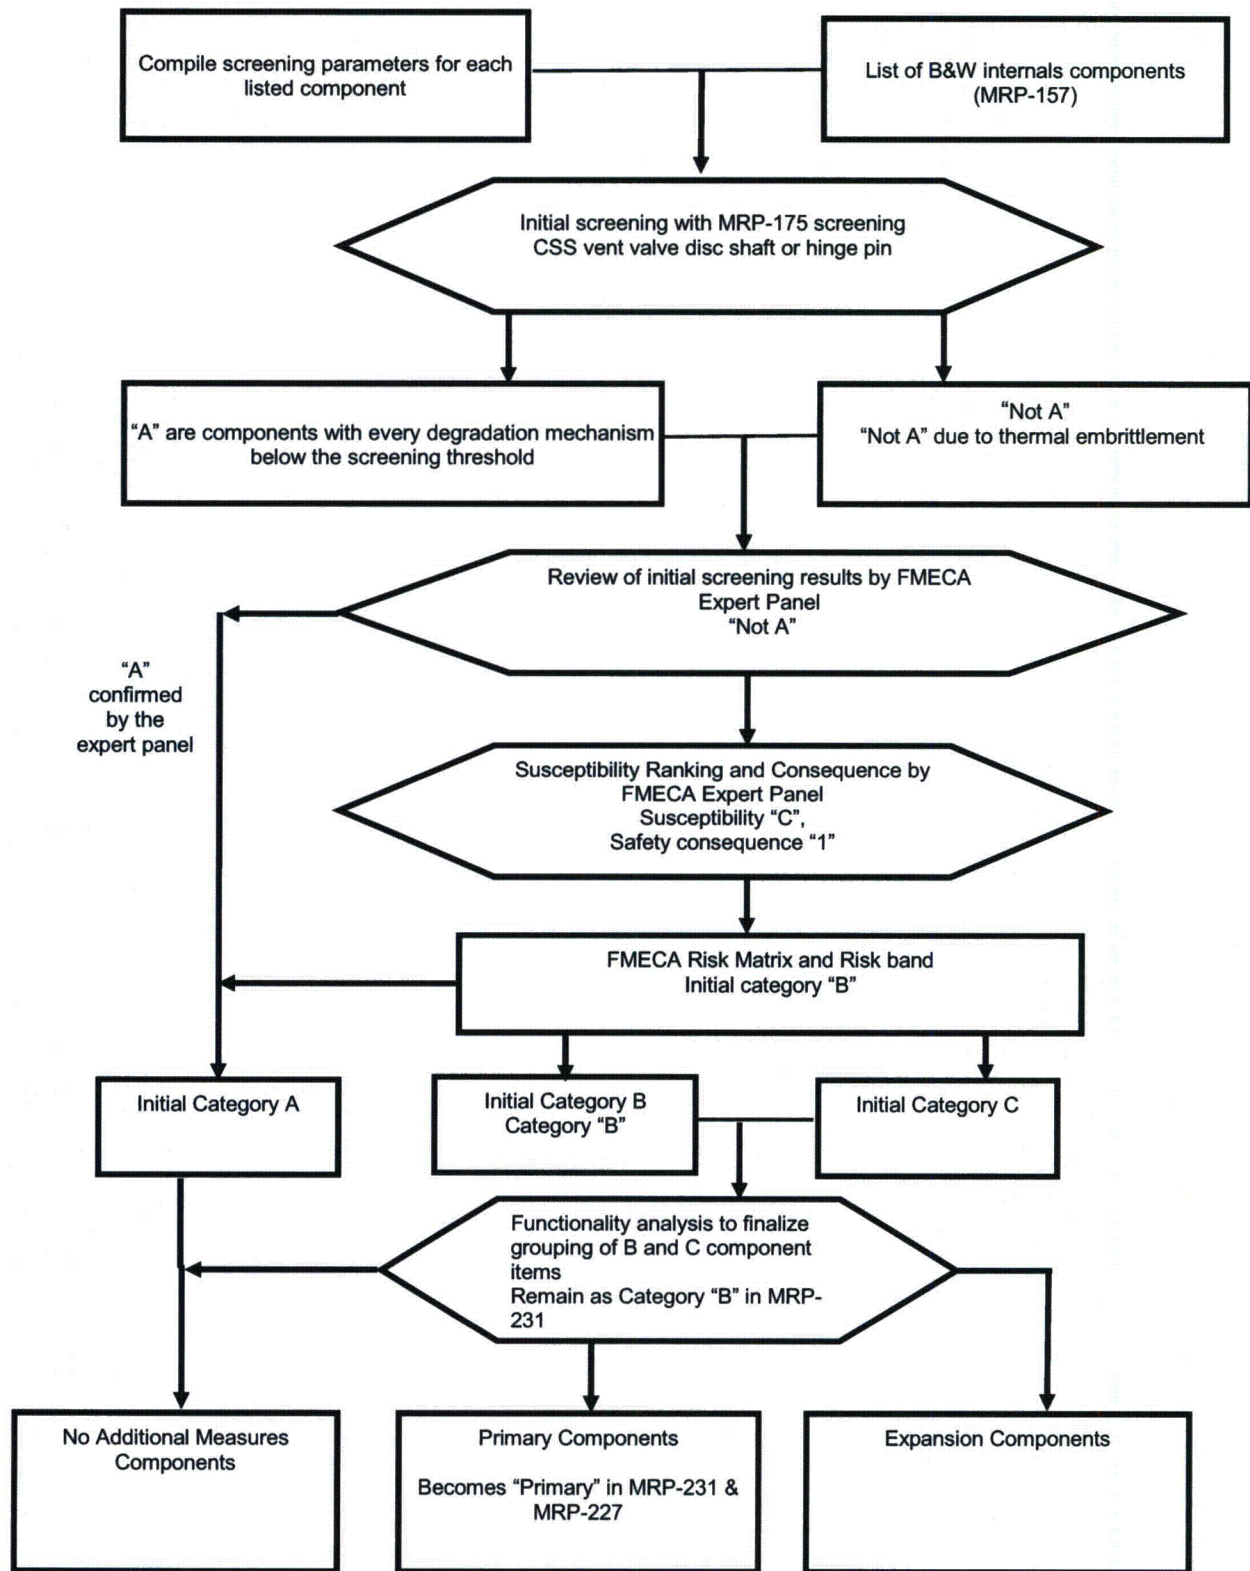 Compile screening parameters for each
listed component
List of B&W internals components
(MRP-157)
Initial screening with MRP-175 screening
CSS vent valve disc shaft or hinge pin
“A” are components with every degradation mechanism
below the screening threshold
“Not A”
“Not A” due to thermal embrittlement
Review of initial screening results by FMECA
Expert Panel
“Not A”
“A”
confirmed
by the
expert panel
Susceptibility Ranking and Consequence by
FMECA Expert Panel
Susceptibility “C”,
Safety consequence “1”
FMECA Risk Matrix and Risk band
Initial category “B”
Initial Category A
Initial Category B
Category “B”
Initial Category C
Functionality analysis to finalize
grouping of B and C component
items
Remain as Category “B” in MRP-
231
No Additional Measures
Components
Primary Components
Becomes “Primary” in MRP-231 &
MRP-227
Expansion Components